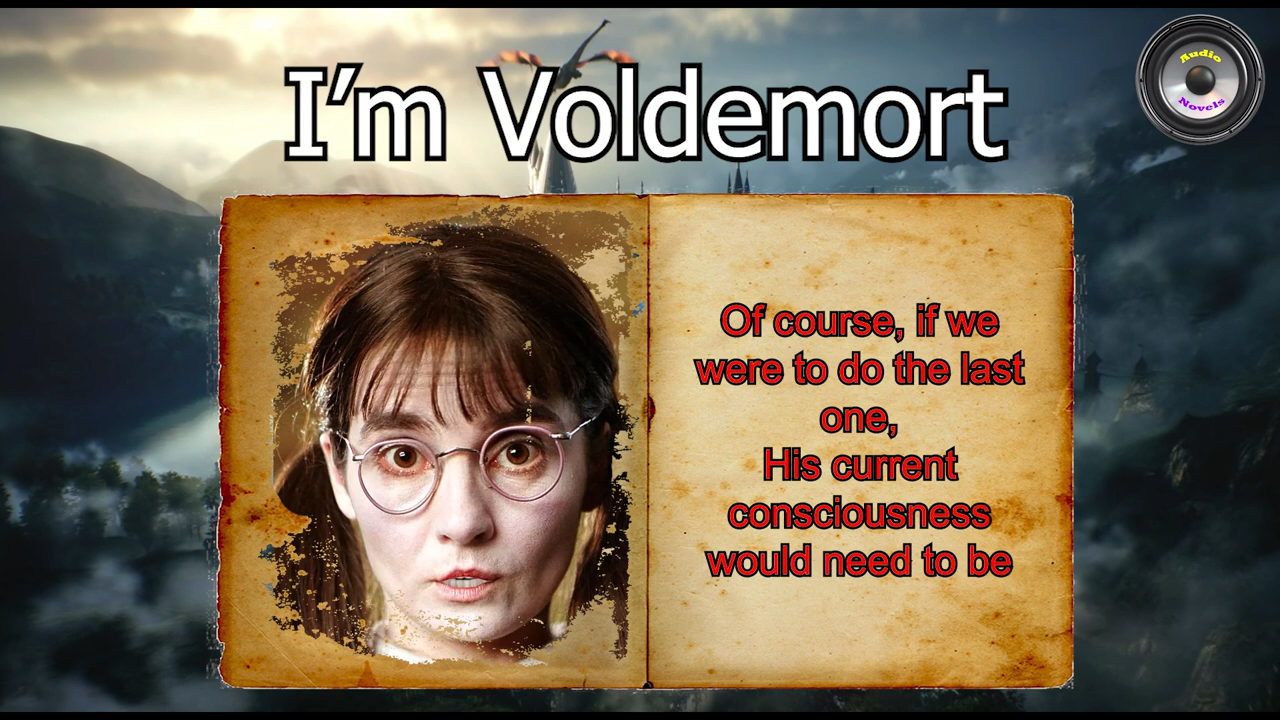 I'm Voldemort
Audio
Novels
Of course, if we
were to do the last
one,
His current
consciousness
would need to be